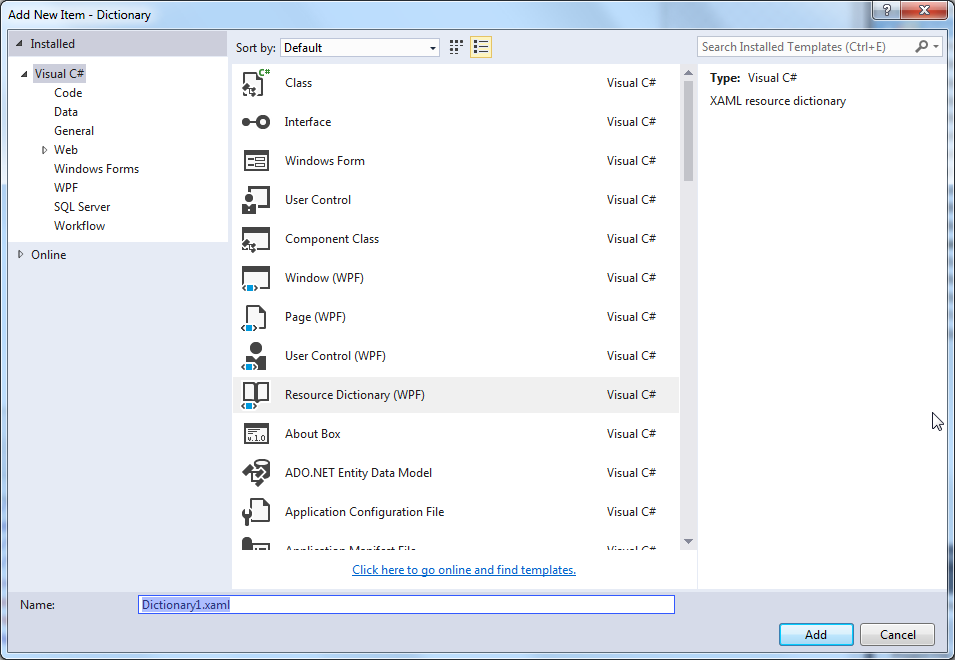 Add New Item - Dictionary
Installed
Sort by: Default
Search Installed Templates (Ctrl+E)
Visual C#
Code
Data
General
Web
Windows Forms
WPF
SQL Server
Workflow
Online
Class Visual C#
Interface Visual C#
Windows Form Visual C#
User Control Visual C#
Component Class Visual C#
Window (WPF) Visual C#
Page (WPF) Visual C#
User Control (WPF) Visual C#
Resource Dictionary (WPF) Visual C#
About Box Visual C#
ADO.NET Entity Data Model Visual C#
Application Configuration File Visual C#
Application Manifest File Visual C#
Click here to go online and find templates.
Type: Visual C#
XAML resource dictionary
Name: Dictionary1.xaml
Add Cancel